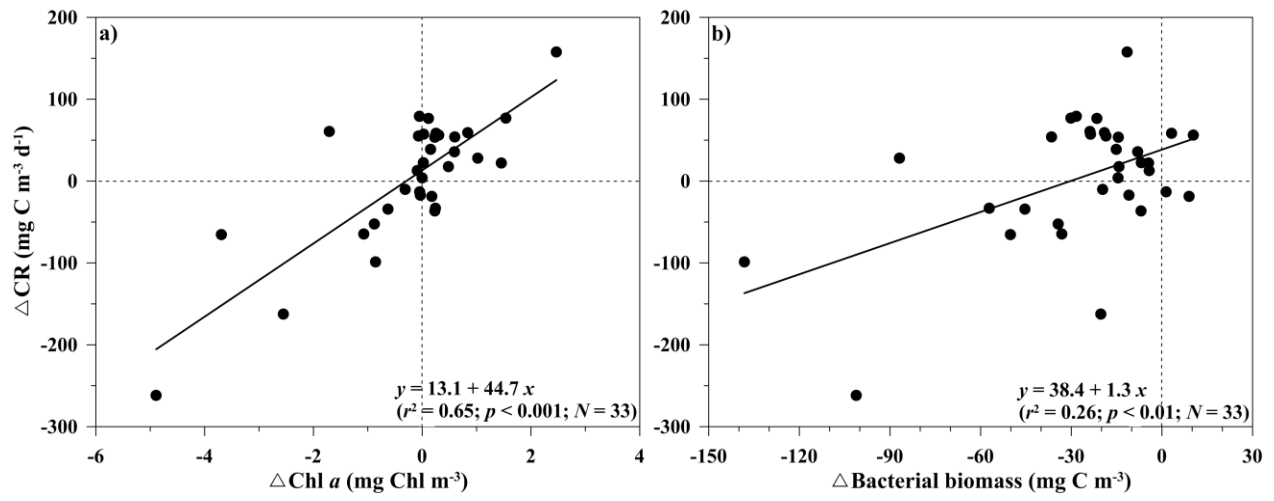 a)
200
100
0
-100
-200
-300
△CR (mg C m⁻³ d⁻¹)
-6 -4 -2 0 2 4
△Chl a (mg Chl m⁻³)
y = 13.1 + 44.7 x
(r² = 0.65; p < 0.001; N = 33)
b)
200
100
0
-100
-200
-300
-150 -120 -90 -60 -30 0 30
△Bacterial biomass (mg C m⁻³)
y = 38.4 + 1.3 x
(r² = 0.26; p < 0.01; N = 33)